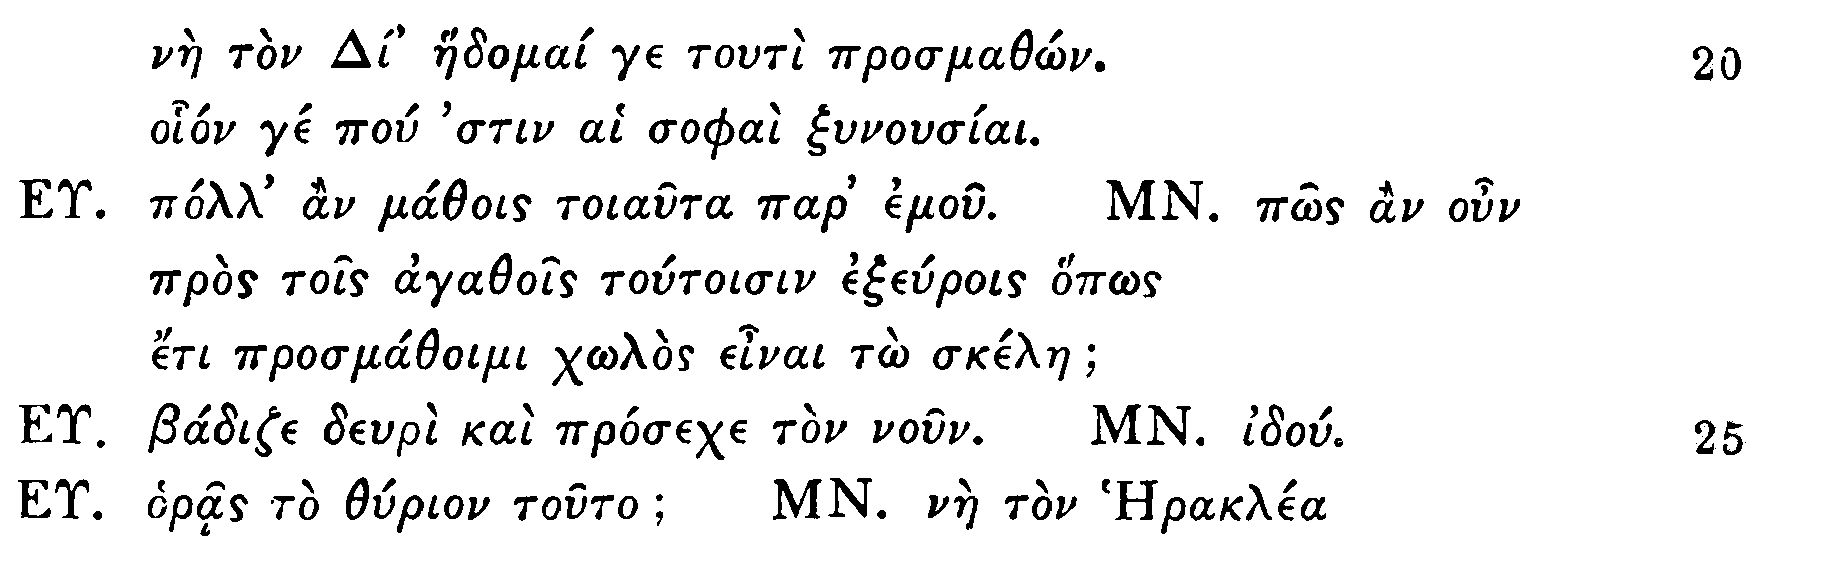 νὴ τὸν Δί’ ἥδομαί γε τουτὶ προσμαθών. 20
οἷόν γέ πού ’στιν αἱ σοφαὶ ξυνουσίαι.
ΕΥ. πόλλ’ ἂν μάθοις τοιαῦτα παρ’ ἐμοῦ. ΜΝ. πῶς ἂν οὖν
πρὸς τοῖς ἀγαθοῖς τούτοισιν ἐξεύροις ὅπως
ἔτι προσμάθοιμι χωλὸς εἶναι τὼ σκέλη;
ΕΥ. βάδιζε δευρὶ καὶ πρόσεχε τὸν νοῦν. ΜΝ. ἰδού. 25
ΕΥ. ὁρᾷς τὸ θύριον τοῦτο; ΜΝ. νὴ τὸν Ἡρακλέα